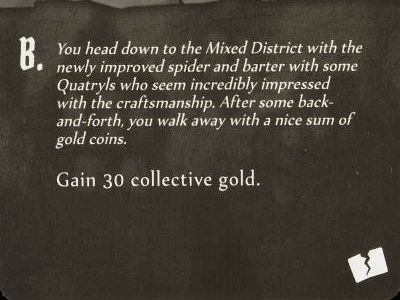 B. You head down to the Mixed District with the
newly improved spider and barter with some
Quatryls who seem incredibly impressed
with the craftsmanship. After some back-
and-forth, you walk away with a nice sum of
gold coins.
Gain 30 collective gold.